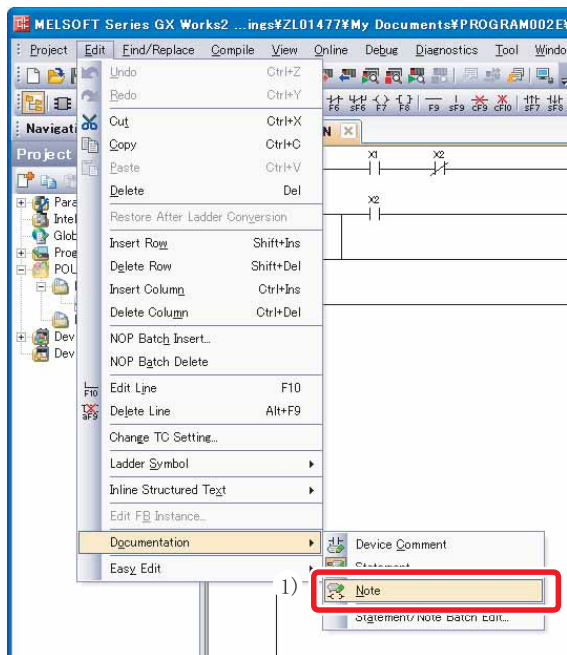 MELSOFT Series GX Works2 ...ings¥ZL01477¥My Documents¥PROGRAM002E¥
Project Edit Find/Replace Compile View Online Debug Diagnostics Tool Windo
F6 sF6 F7 F8 F9 sF9 cF9 cF10 sF7 sF8
Navigati
N
Project
Para
Intel
Glob
Prog
POU
Dev
Dev
Undo Ctrl+Z
Redo Ctrl+Y
Cut Ctrl+X
Copy Ctrl+C
Paste Ctrl+V
Delete Del
Restore After Ladder Conversion
Insert Row Shift+Ins
Delete Row Shift+Del
Insert Column Ctrl+Ins
Delete Column Ctrl+Del
NOP Batch Insert...
NOP Batch Delete
F10 Edit Line F10
aF9 Delete Line Alt+F9
Change TC Setting...
Ladder Symbol
Inline Structured Text
Edit FB Instance...
Documentation
Easy Edit
X1 X2
X2
Device Comment
Statement
1) Note
Statement/Note Batch Edit...